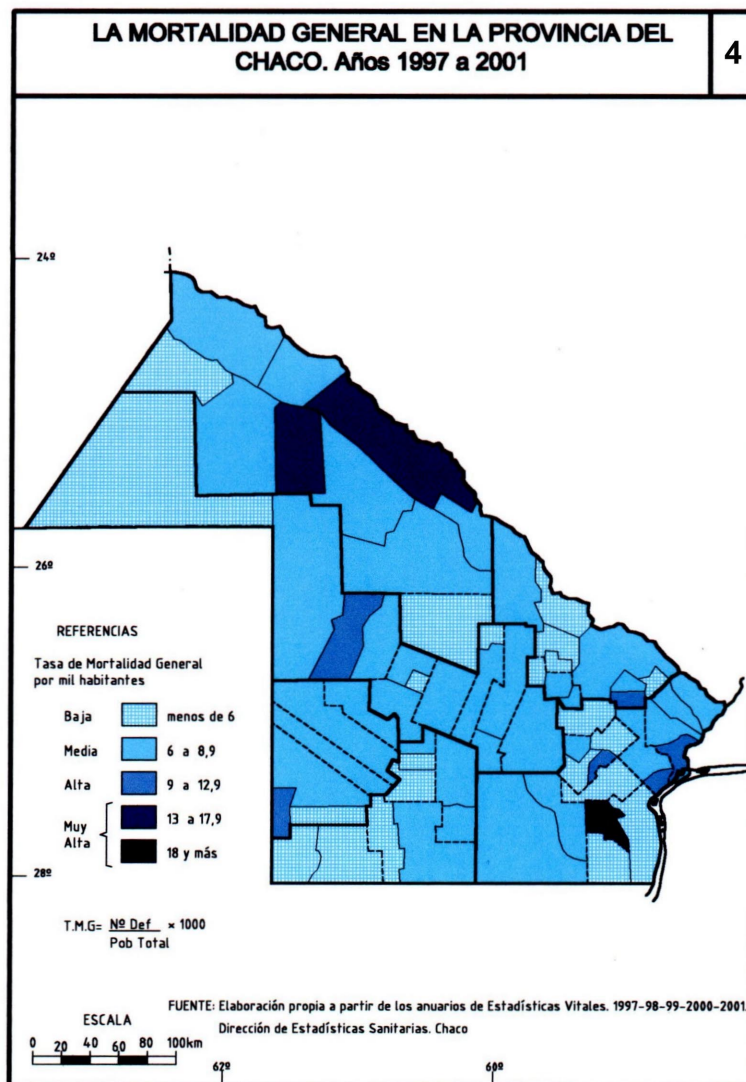 LA MORTALIDAD GENERAL EN LA PROVINCIA DEL
CHACO. Años 1997 a 2001
4
24º
26º
REFERENCIAS
Tasa de Mortalidad General
por mil habitantes
Baja menos de 6
Media 6 a 8,9
Alta 9 a 12,9
Muy
Alta
13 a 17,9
18 y más
28º
T.M.G= Nº Def × 1000
Pob Total
FUENTE: Elaboración propia a partir de los anuarios de Estadísticas Vitales. 1997-98-99-2000-2001.
Dirección de Estadísticas Sanitarias. Chaco
ESCALA
0 20 40 60 80 100km
62º
60º